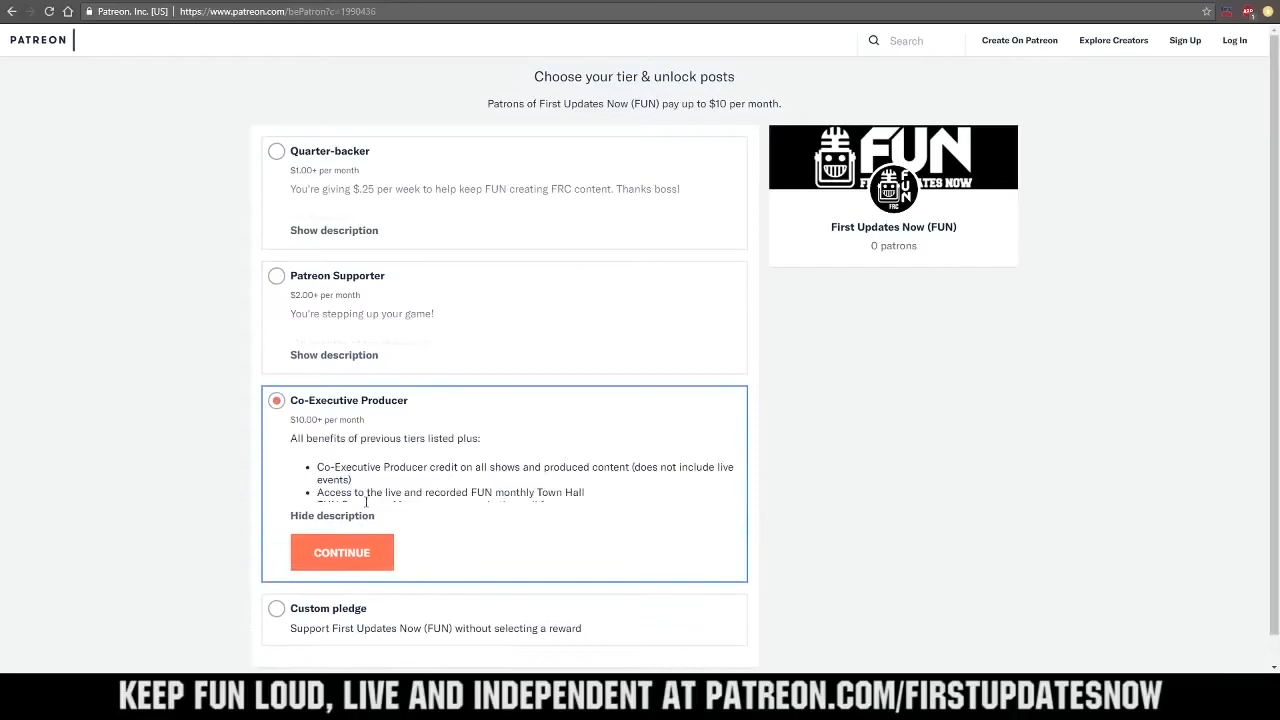 Patreon, Inc. [US] | https://www.patreon.com/bePatron?c=1990436
PATREON
Search
Create On Patreon
Explore Creators
Sign Up
Log In
Choose your tier & unlock posts
Patrons of First Updates Now (FUN) pay up to $10 per month.
Quarter-backer
$1.00+ per month
You're giving $.25 per week to help keep FUN creating FRC content. Thanks boss!
Show description
Patreon Supporter
$2.00+ per month
You're stepping up your game!
Show description
Co-Executive Producer
$10.00+ per month
All benefits of previous tiers listed plus:
• Co-Executive Producer credit on all shows and produced content (does not include live
events)
• Access to the live and recorded FUN monthly Town Hall
Hide description
CONTINUE
Custom pledge
Support First Updates Now (FUN) without selecting a reward
FUN
FUN
FRC
First Updates Now (FUN)
0 patrons
KEEP FUN LOUD, LIVE AND INDEPENDENT AT PATREON.COM/FIRSTUPDATESNOW